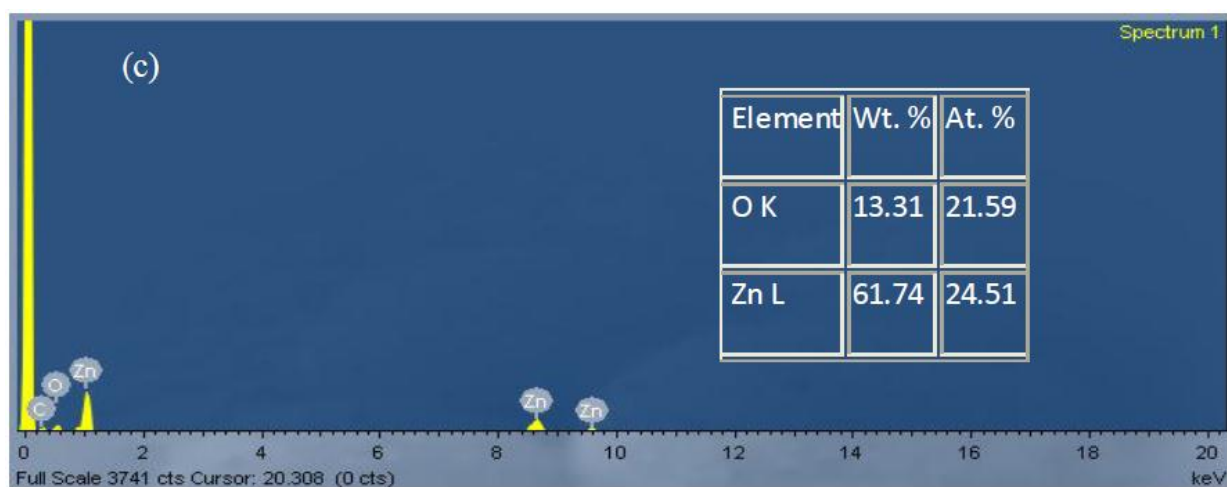 Spectrum 1
(c)
Element Wt. % At. %
O K 13.31 21.59
Zn L 61.74 24.51
Zn
O
C
Zn
Zn
0 2 4 6 8 10 12 14 16 18 20
Full Scale 3741 cts Cursor: 20.308 (0 cts) keV